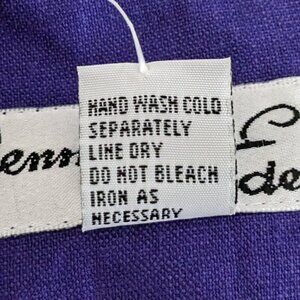 HAND WASH COLD
SEPARATELY
LINE DRY
DO NOT BLEACH
IRON AS
NECESSARY